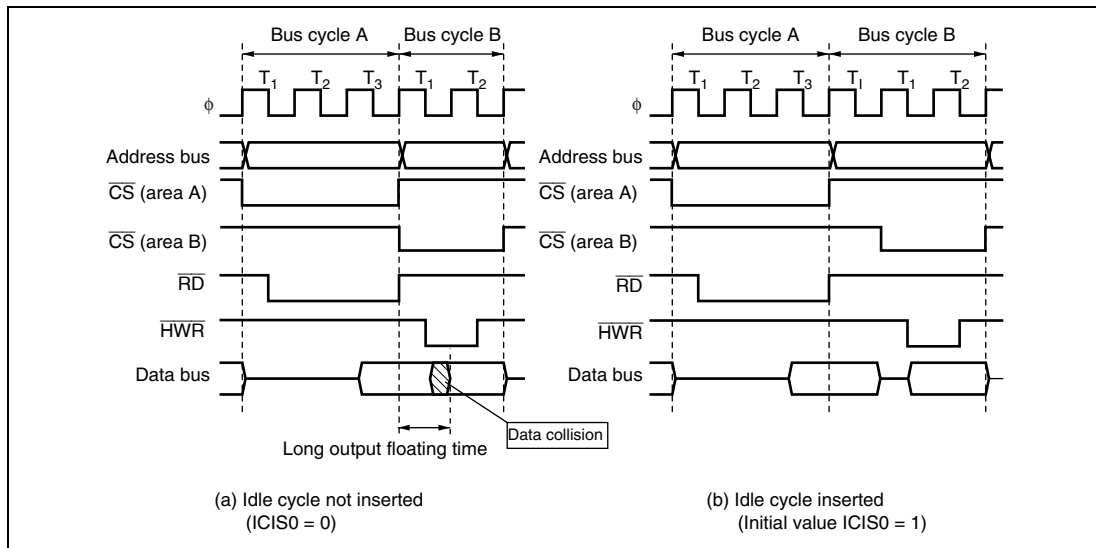 Bus cycle A Bus cycle B
T1 T2 T3 T1 T2
ϕ
Address bus
CS (area A)
CS (area B)
RD
HWR
Data bus
Data collision
Long output floating time
(a) Idle cycle not inserted
(ICIS0 = 0)
Bus cycle A Bus cycle B
T1 T2 T3 TI T1 T2
ϕ
Address bus
CS (area A)
CS (area B)
RD
HWR
Data bus
(b) Idle cycle inserted
(Initial value ICIS0 = 1)